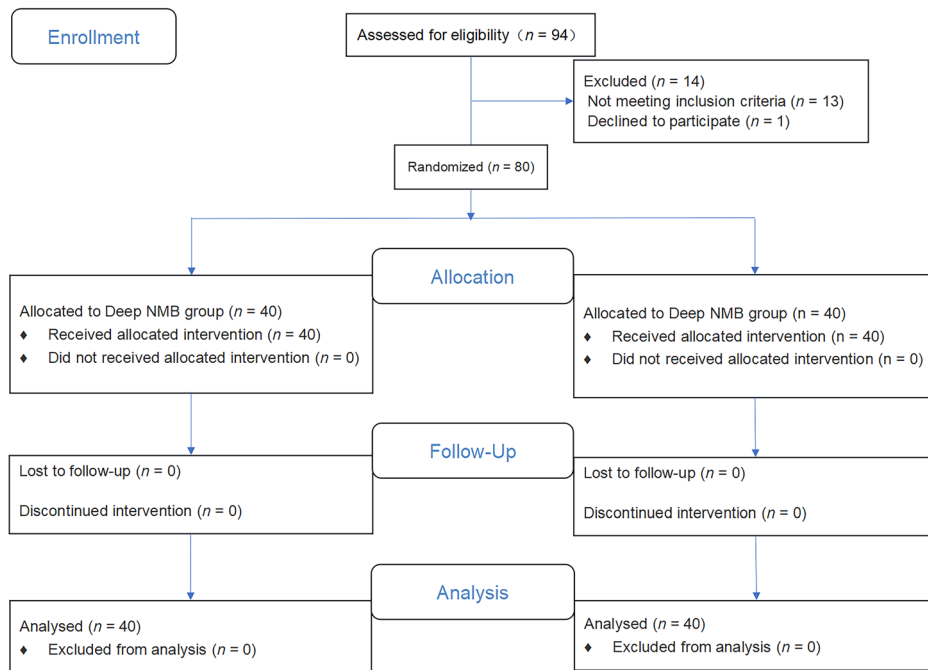 Enrollment
Assessed for eligibility（n = 94）
Excluded (n = 14)
Not meeting inclusion criteria (n = 13)
Declined to participate (n = 1)
Randomized (n = 80)
Allocation
Allocated to Deep NMB group (n = 40)
♦ Received allocated intervention (n = 40)
♦ Did not received allocated intervention (n = 0)
Allocated to Deep NMB group (n = 40)
♦ Received allocated intervention (n = 40)
♦ Did not received allocated intervention (n = 0)
Follow-Up
Lost to follow-up (n = 0)
Discontinued intervention (n = 0)
Lost to follow-up (n = 0)
Discontinued intervention (n = 0)
Analysis
Analysed (n = 40)
♦ Excluded from analysis (n = 0)
Analysed (n = 40)
♦ Excluded from analysis (n = 0)